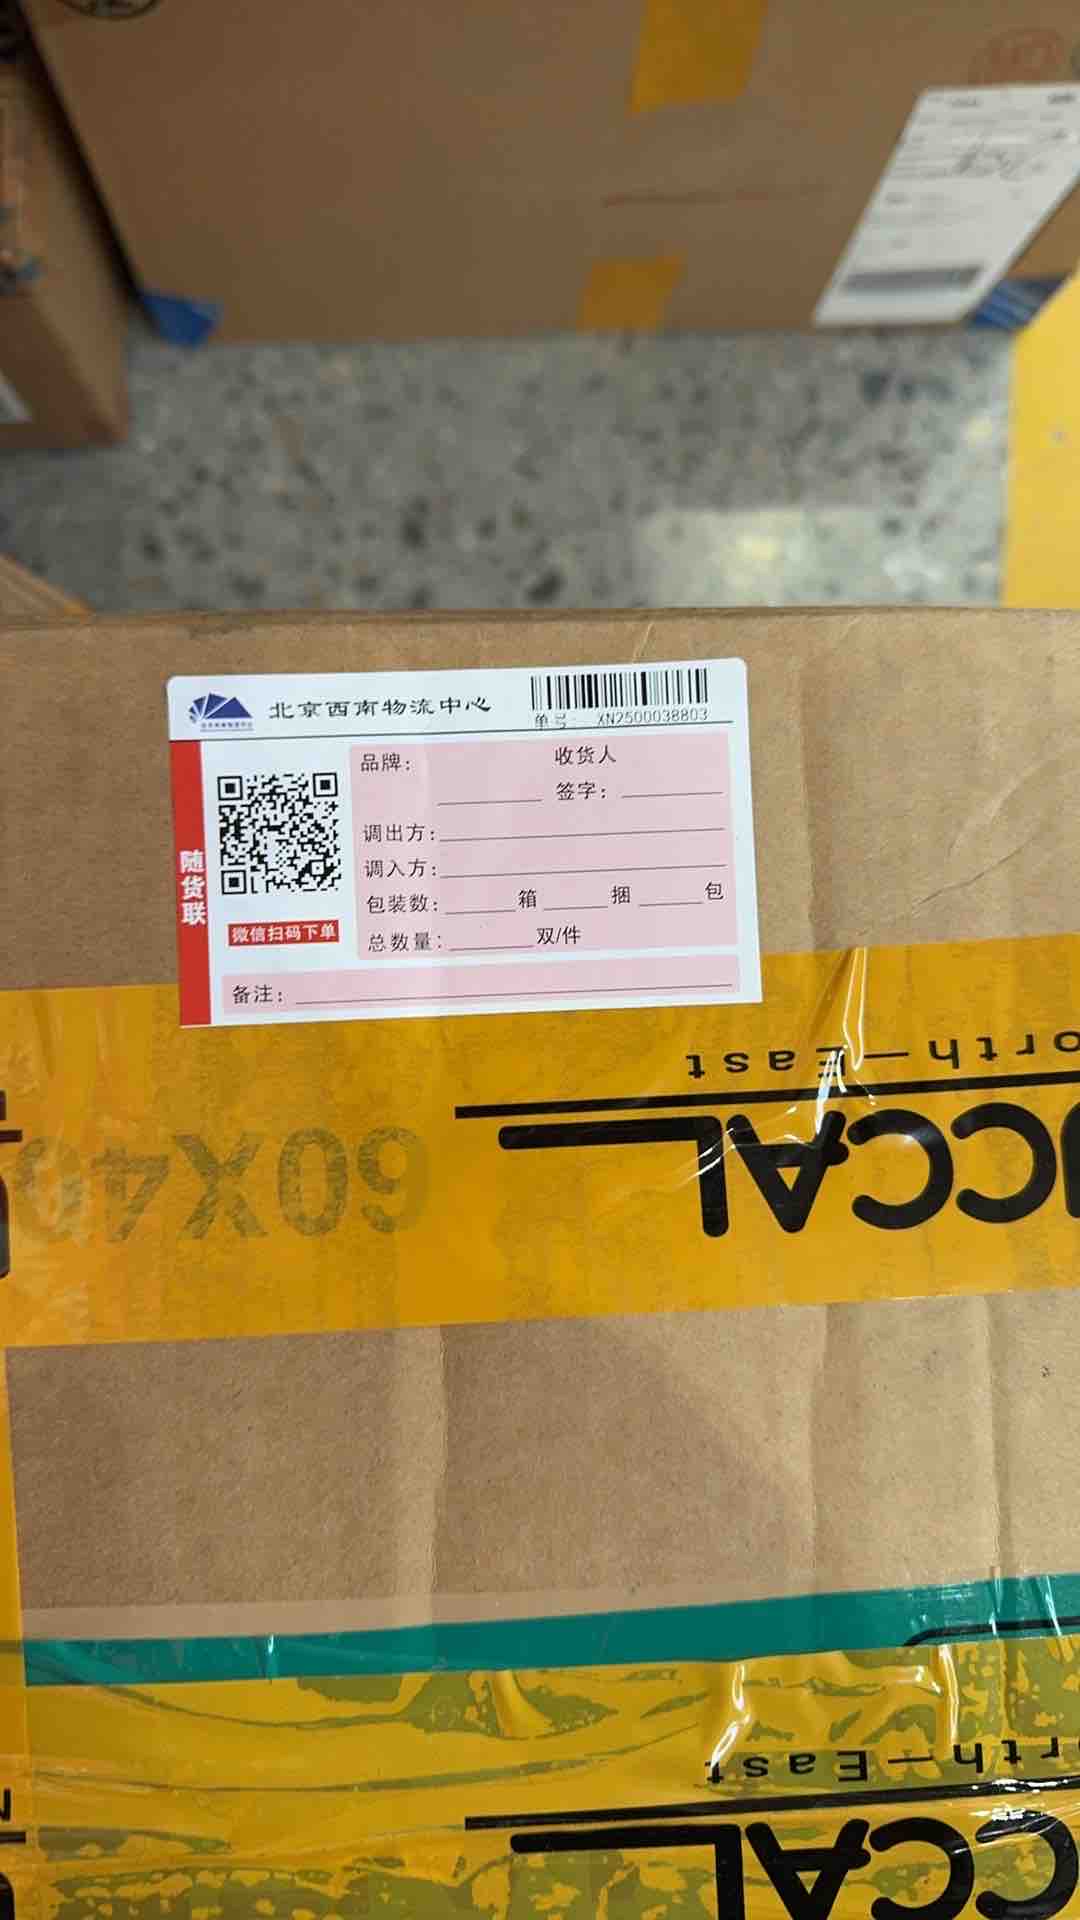 北京西南物流中心
单号: XN2500038803
品牌:
收货人
签字:
调出方:
调入方:
包装数: 箱 捆 包
总数量: 双/件
备注:
随货联
微信扫码下单
orth-East
UCCAL
60X40
rth-East
CCAL